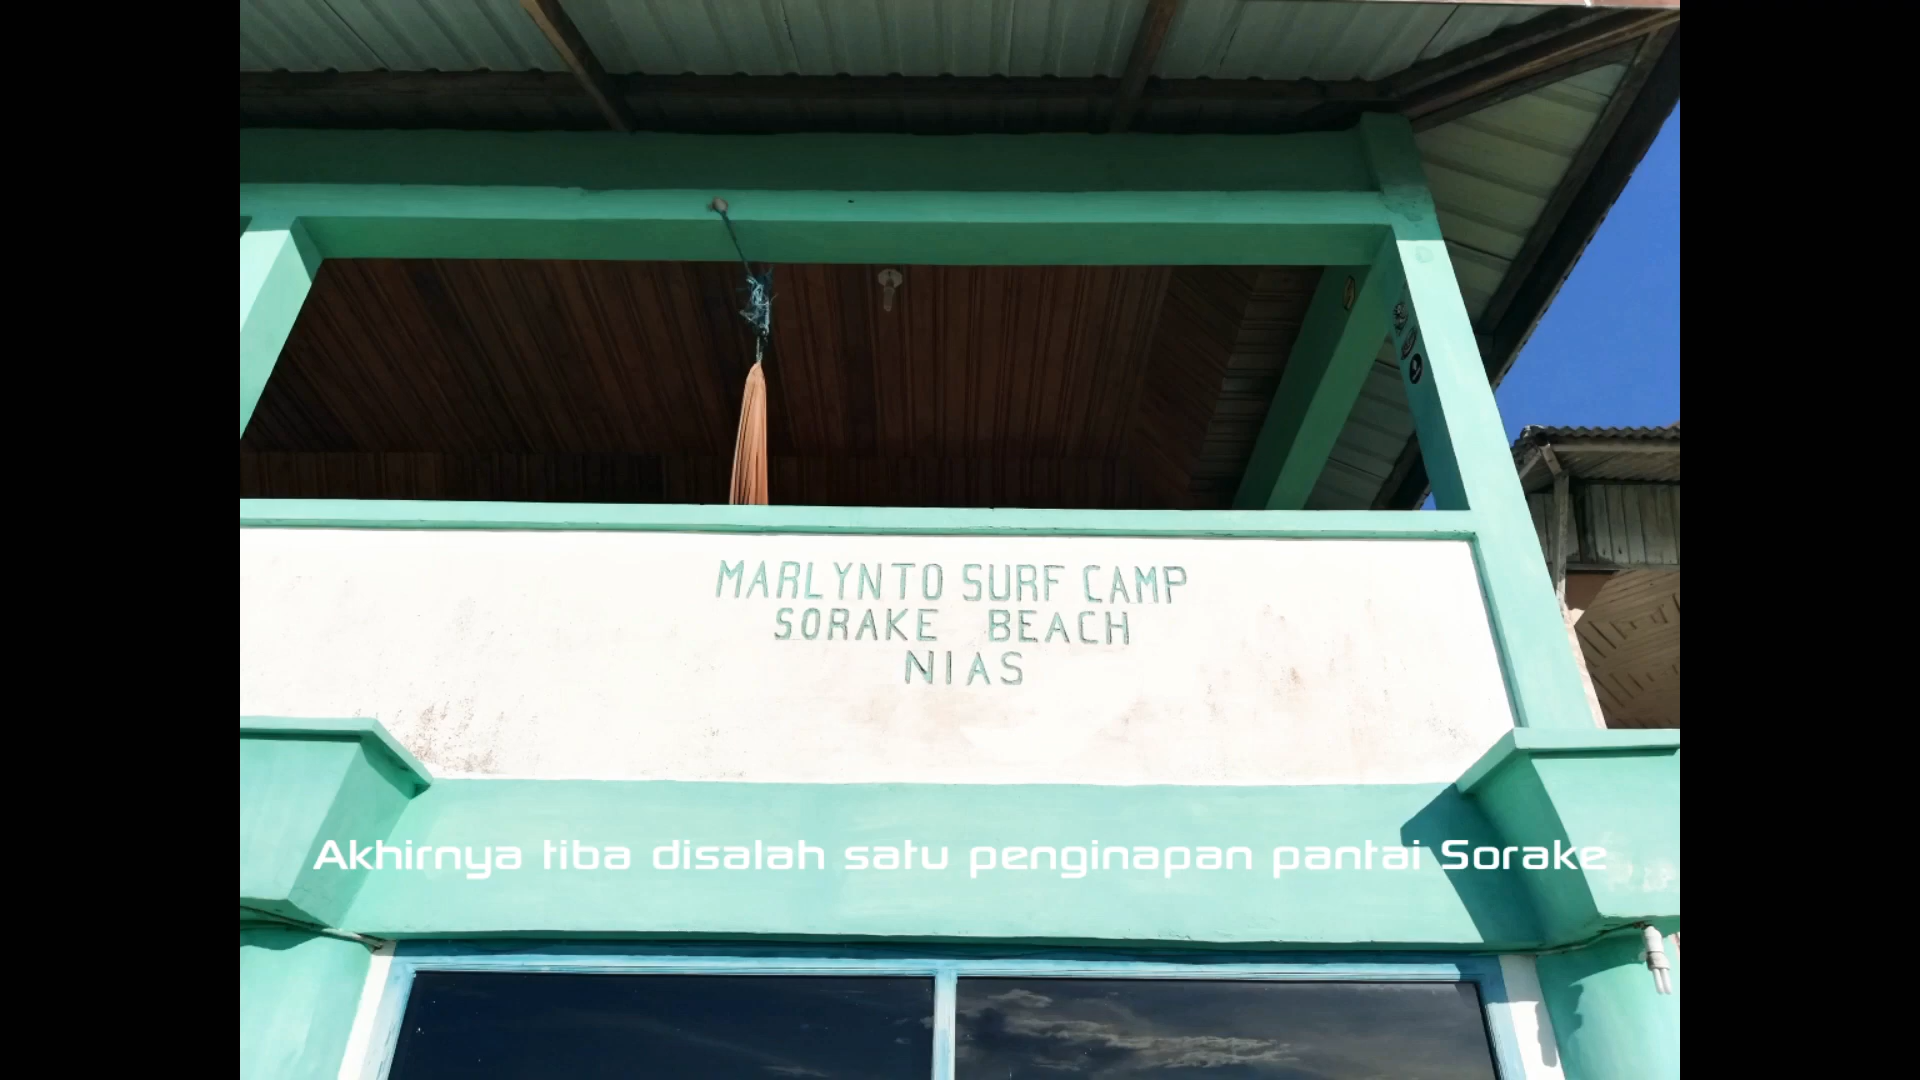 MARLYNTO SURF CAMP
SORAKE BEACH
NIAS
Akhirnya tiba disalah satu penginapan pantai Sorake